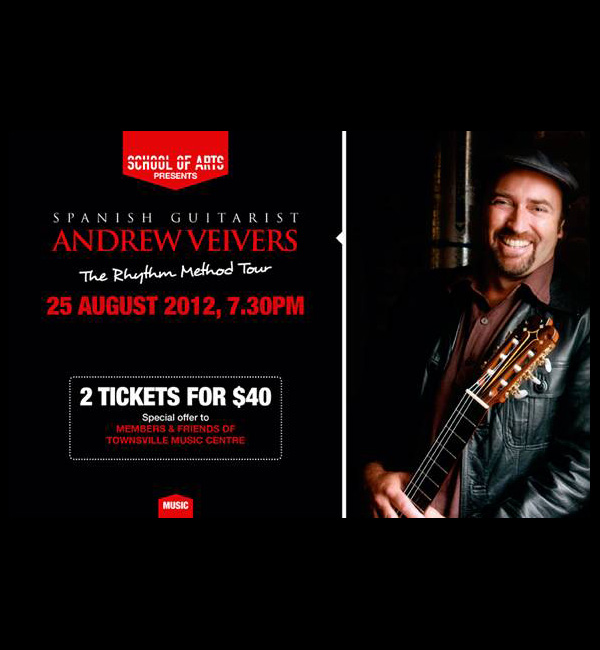 SCHOOL OF ARTS
PRESENTS
SPANISH GUITARIST
ANDREW VEIVERS
The Rhythm Method Tour
25 AUGUST 2012, 7.30PM
2 TICKETS FOR $40
Special offer to
MEMBERS & FRIENDS OF
TOWNSVILLE MUSIC CENTRE
MUSIC